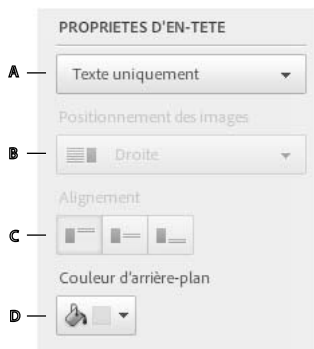 PROPRIETES D'EN-TETE
A
Texte uniquement
Positionnement des images
B
Droite
Alignement
C
Couleur d'arrière-plan
D